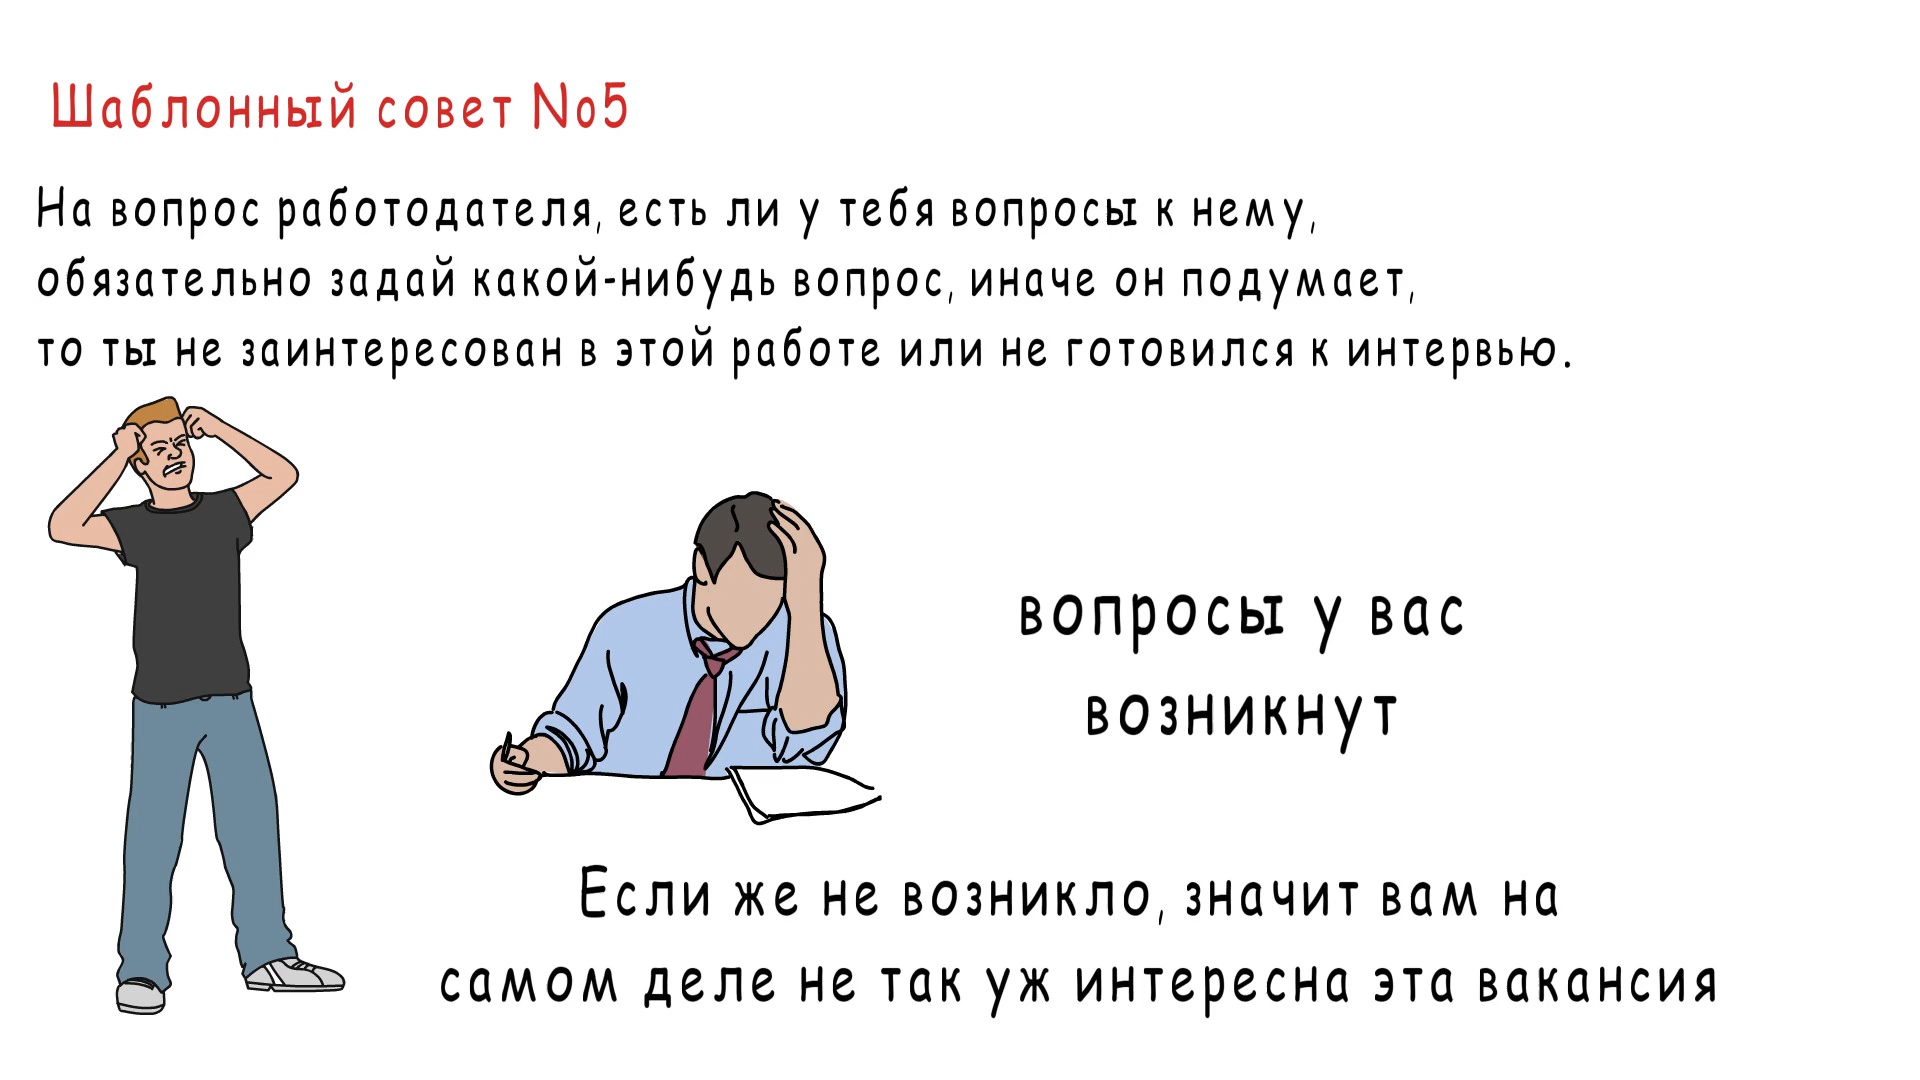 Шаблонный совет No5
На вопрос работодателя, есть ли у тебя вопросы к нему,
обязательно задай какой-нибудь вопрос, иначе он подумает,
то ты не заинтересован в этой работе или не готовился к интервью.
вопросы у вас
возникнут
Если же не возникло, значит вам на
самом деле не так уж интересна эта вакансия